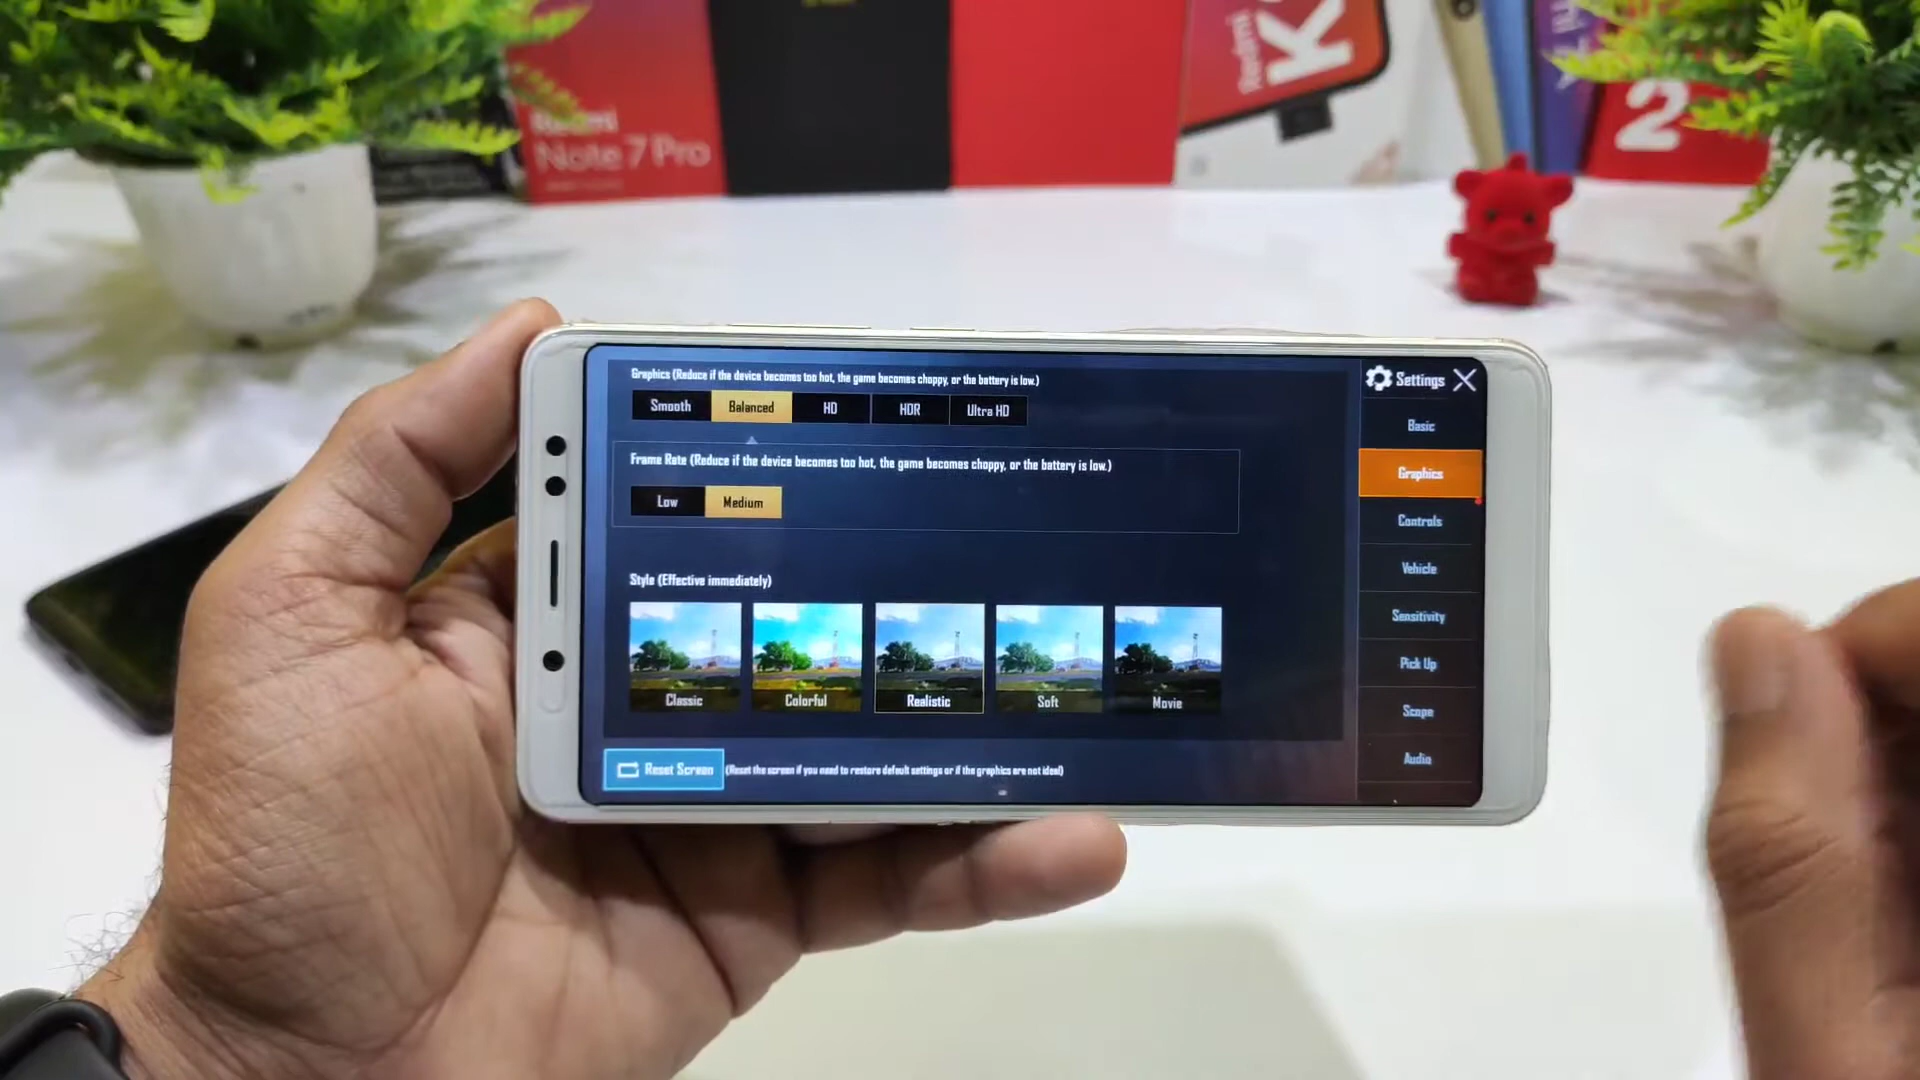 Redmi
Note 7 Pro
Redmi
K
2
Graphics (Reduce if the device becomes too hot, the game becomes choppy, or the battery is low.)
Smooth Balanced HD HDR Ultra HD
Frame Rate (Reduce if the device becomes too hot, the game becomes choppy, or the battery is low.)
Low Medium
Style (Effective immediately)
Classic Colorful Realistic Soft Movie
Reset Screen (Reset the screen if you need to restore default settings or if the graphics are not ideal)
Settings
Basic
Graphics
Controls
Vehicle
Sensitivity
Pick Up
Scope
Audio